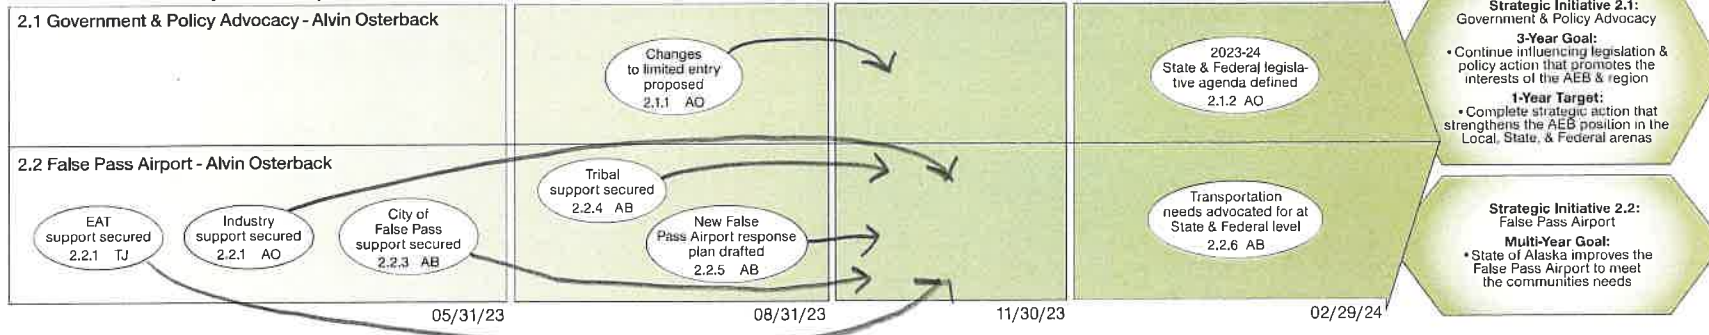 2.1 Government & Policy Advocacy - Alvin Osterback
Changes
to limited entry
proposed
2.1.1 AO
2023-24
State & Federal legisla-
tive agenda defined
2.1.2 AO
Strategic Initiative 2.1:
Government & Policy Advocacy
3-Year Goal:
• Continue influencing legislation &
policy action that promotes the
interests of the AEB & region
1-Year Target:
• Complete strategic action that
strengthens the AEB position in the
Local, State, & Federal arenas
2.2 False Pass Airport - Alvin Osterback
EAT
support secured
2.2.1 TJ
Industry
support secured
2.2.1 AO
City of
False Pass
support secured
2.2.3 AB
Tribal
support secured
2.2.4 AB
New False
Pass Airport response
plan drafted
2.2.5 AB
Transportation
needs advocated for at
State & Federal level
2.2.6 AB
Strategic Initiative 2.2:
False Pass Airport
Multi-Year Goal:
• State of Alaska improves the
False Pass Airport to meet
the communities needs
05/31/23
08/31/23
11/30/23
02/29/24